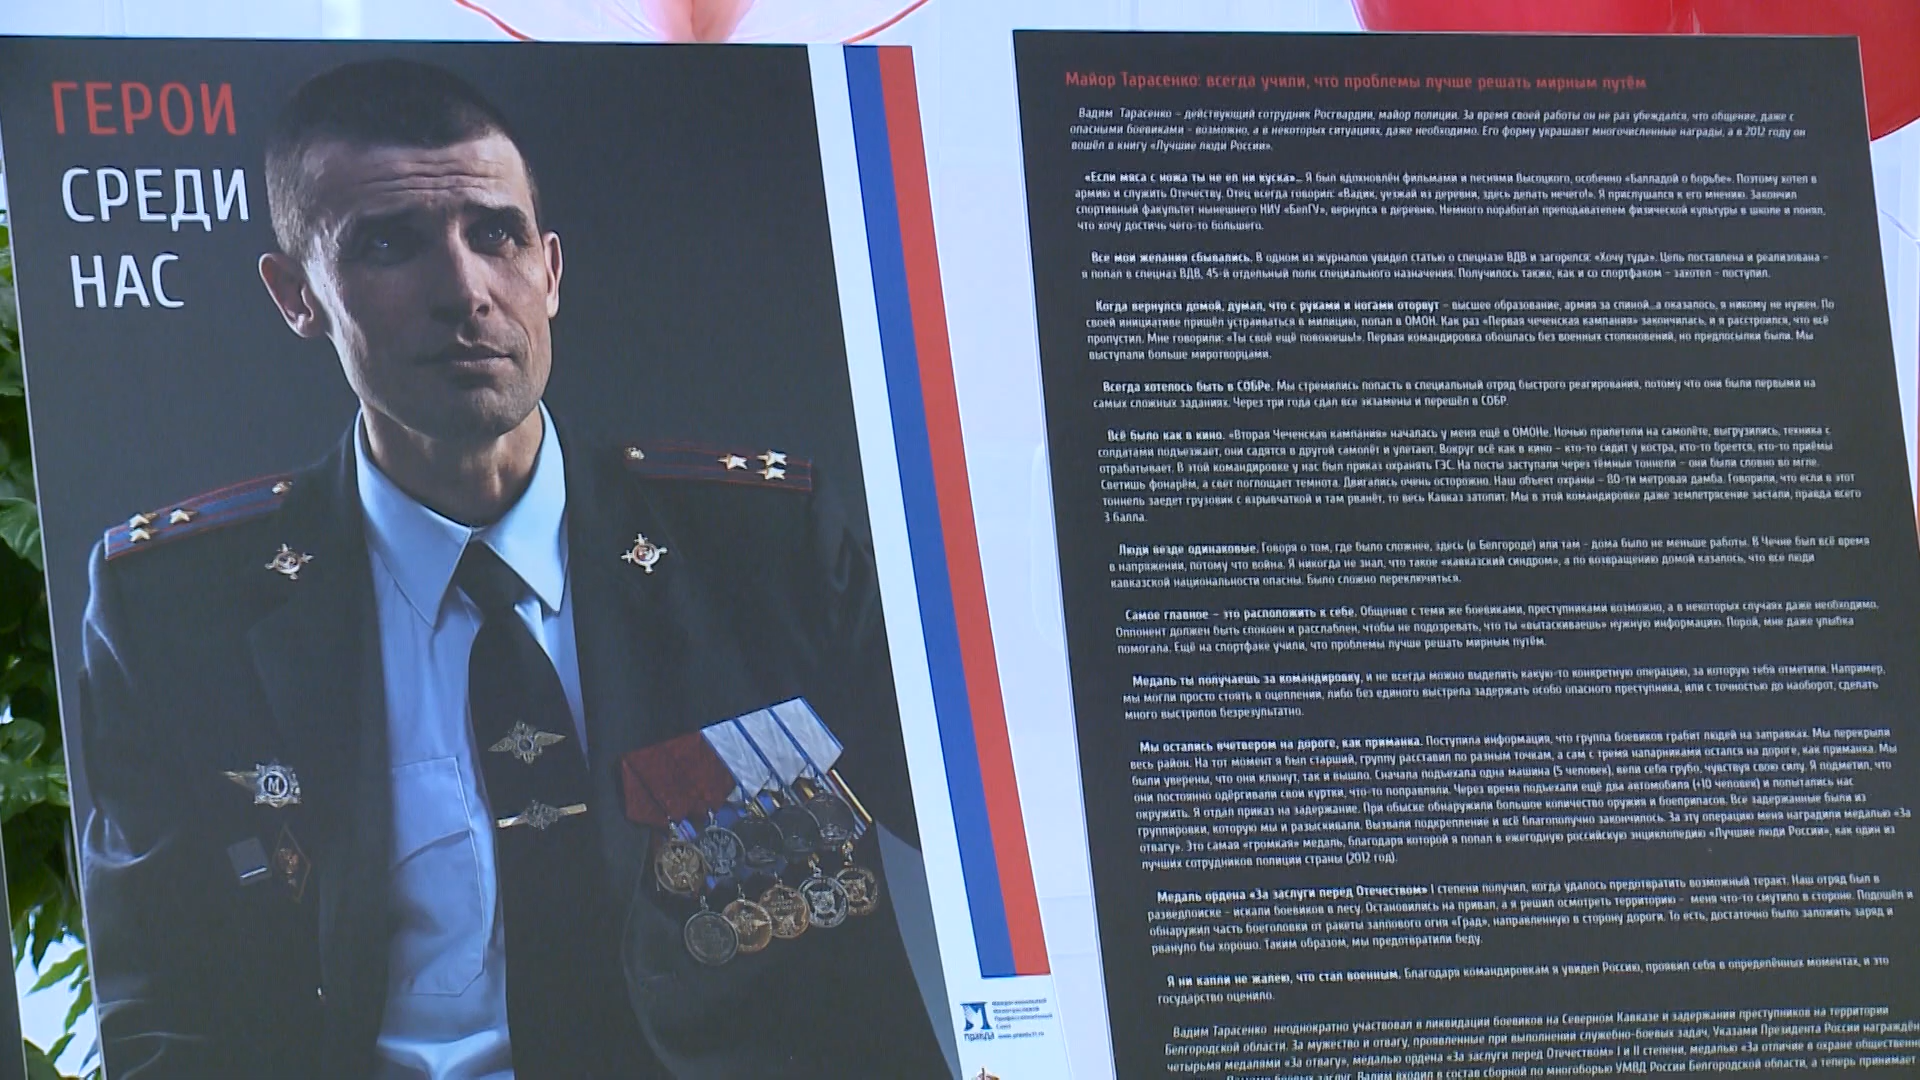 ГЕРОИ
СРЕДИ
НАС
Майор Тарасенко: всегда учили, что проблемы лучше решать мирным путём
Вадим Тарасенко – действующий сотрудник Росгвардии, майор полиции. За время своей работы он не раз убеждался, что общение, даже с
опасными боевиками – возможно, а в некоторых ситуациях, даже необходимо. Его форму украшают многочисленные награды, а в 2012 году он
вошёл в книгу «Лучшие люди России».
«Если мяса с ножа ты не ел ни куска»… Я был вдохновлён фильмами и песнями Высоцкого, особенно «Балладой о борьбе». Поэтому хотел в
армию и служить Отечеству. Отец всегда говорил: «Вадик, уезжай из деревни, здесь делать нечего!». Я прислушался к его мнению. Закончил
спортивный факультет нынешнего НИУ «БелГУ», вернулся в деревню. Немного поработал преподавателем физической культуры в школе и понял,
что хочу достичь чего-то большего.
Все мои желания сбывались. В одном из журналов увидел статью о спецназе ВДВ и загорелся: «Хочу туда». Цель поставлена и реализована –
я попал в спецназ ВДВ, 45-й отдельный полк специального назначения. Получилось также, как и со спортфаком – захотел – поступил.
Когда вернулся домой, думал, что с руками и ногами оторвут – высшее образование, армия за спиной…а оказалось, я никому не нужен. По
своей инициативе пришёл устраиваться в милицию, попал в ОМОН. Как раз «Первая чеченская кампания» закончилась, и я расстроился, что всё
пропустил. Мне говорили: «Ты своё ещё повоюешь!». Первая командировка обошлась без военных столкновений, но предпосылки были. Мы
выступали больше миротворцами.
Всегда хотелось быть в СОБРе. Мы стремились попасть в специальный отряд быстрого реагирования, потому что они были первыми на
самых сложных заданиях. Через три года сдал все экзамены и перешёл в СОБР.
Всё было как в кино. «Вторая Чеченская кампания» началась у меня ещё в ОМОНе. Ночью прилетели на самолёте, выгрузились, техника с
солдатами подъезжает, они садятся в другой самолёт и улетают. Вокруг всё как в кино – кто-то сидит у костра, кто-то бреется, кто-то приёмы
отрабатывает. В этой командировке у нас был приказ охранять ГЭС. На посты заступали через тёмные тоннели – они были словно во мгле.
Светишь фонарём, а свет поглощает темнота. Двигались очень осторожно. Наш объект охраны – 80-ти метровая дамба. Говорили, что если в этот
тоннель заедет грузовик с взрывчаткой и там рванёт, то весь Кавказ затопит. Мы в этой командировке даже землетрясение застали, правда всего
3 балла.
Люди везде одинаковые. Говоря о том, где было сложнее, здесь (в Белгороде) или там – дома было не меньше работы. В Чечне был всё время
в напряжении, потому что война. Я никогда не знал, что такое «кавказский синдром», а по возвращению домой казалось, что все люди
кавказской национальности опасны. Было сложно переключиться.
Самое главное – это расположить к себе. Общение с теми же боевиками, преступниками возможно, а в некоторых случаях даже необходимо.
Оппонент должен быть спокоен и расслаблен, чтобы не подозревать, что ты «вытаскиваешь» нужную информацию. Порой, мне даже улыбка
помогала. Ещё на спортфаке учили, что проблемы лучше решать мирным путём.
Медаль ты получаешь за командировку, и не всегда можно выделить какую-то конкретную операцию, за которую тебя отметили. Например,
мы могли просто стоять в оцеплении, либо без единого выстрела задержать особо опасного преступника, или с точностью до наоборот, сделать
много выстрелов безрезультатно.
Мы остались вчетвером на дороге, как приманка. Поступила информация, что группа боевиков грабит людей на заправках. Мы перекрыли
весь район. На тот момент я был старший, группу расставил по разным точкам, а сам с тремя напарниками остался на дороге, как приманка. Мы
были уверены, что они клюнут, так и вышло. Сначала подъехала одна машина (5 человек), вели себя грубо, чувствуя свою силу. Я подметил, что
они постоянно одёргивали свои куртки, что-то поправляли. Через время подъехали ещё два автомобиля (+10 человек) и попытались нас
окружить. Я отдал приказ на задержание. При обыске обнаружили большое количество оружия и боеприпасов. Все задержанные были из
группировки, которую мы и разыскивали. Вызвали подкрепление и всё благополучно закончилось. За эту операцию меня наградили медалью «За
отвагу». Это самая «громкая» медаль, благодаря которой я попал в ежегодную российскую энциклопедию «Лучшие люди России», как один из
лучших сотрудников полиции страны (2012 год).
Медаль ордена «За заслуги перед Отечеством» I степени получил, когда удалось предотвратить возможный теракт. Наш отряд был в
разведпоиске – искали боевиков в лесу. Остановились на привал, а я решил осмотреть территорию – меня что-то смутило в стороне. Подошёл и
обнаружил часть боеголовки от ракеты залпового огня «Град», направленную в сторону дороги. То есть, достаточно было заложить заряд и
рвануло бы хорошо. Таким образом, мы предотвратили беду.
Я ни капли не жалею, что стал военным. Благодаря командировкам я увидел Россию, проявил себя в определённых моментах, и это
государство оценило.
Вадим Тарасенко неоднократно участвовал в ликвидации боевиков на Северном Кавказе и задержании преступников на территории
Белгородской области. За мужество и отвагу, проявленные при выполнении служебно-боевых задач, Указами Президента России награждён
четырьмя медалями «За отвагу», медалью ордена «За заслуги перед Отечеством» I и II степени, медалью «За отличие в охране общественно
боевых заслуг. Вадим входил в состав сборной по многоборью УМВД России Белгородской области, а теперь принимает
Межрегиональный
Профессиональный
Союз
правда